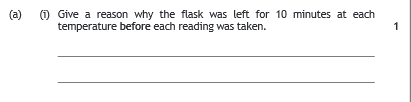 (a) (i) Give a reason why the flask was left for 10 minutes at each
temperature before each reading was taken. 1